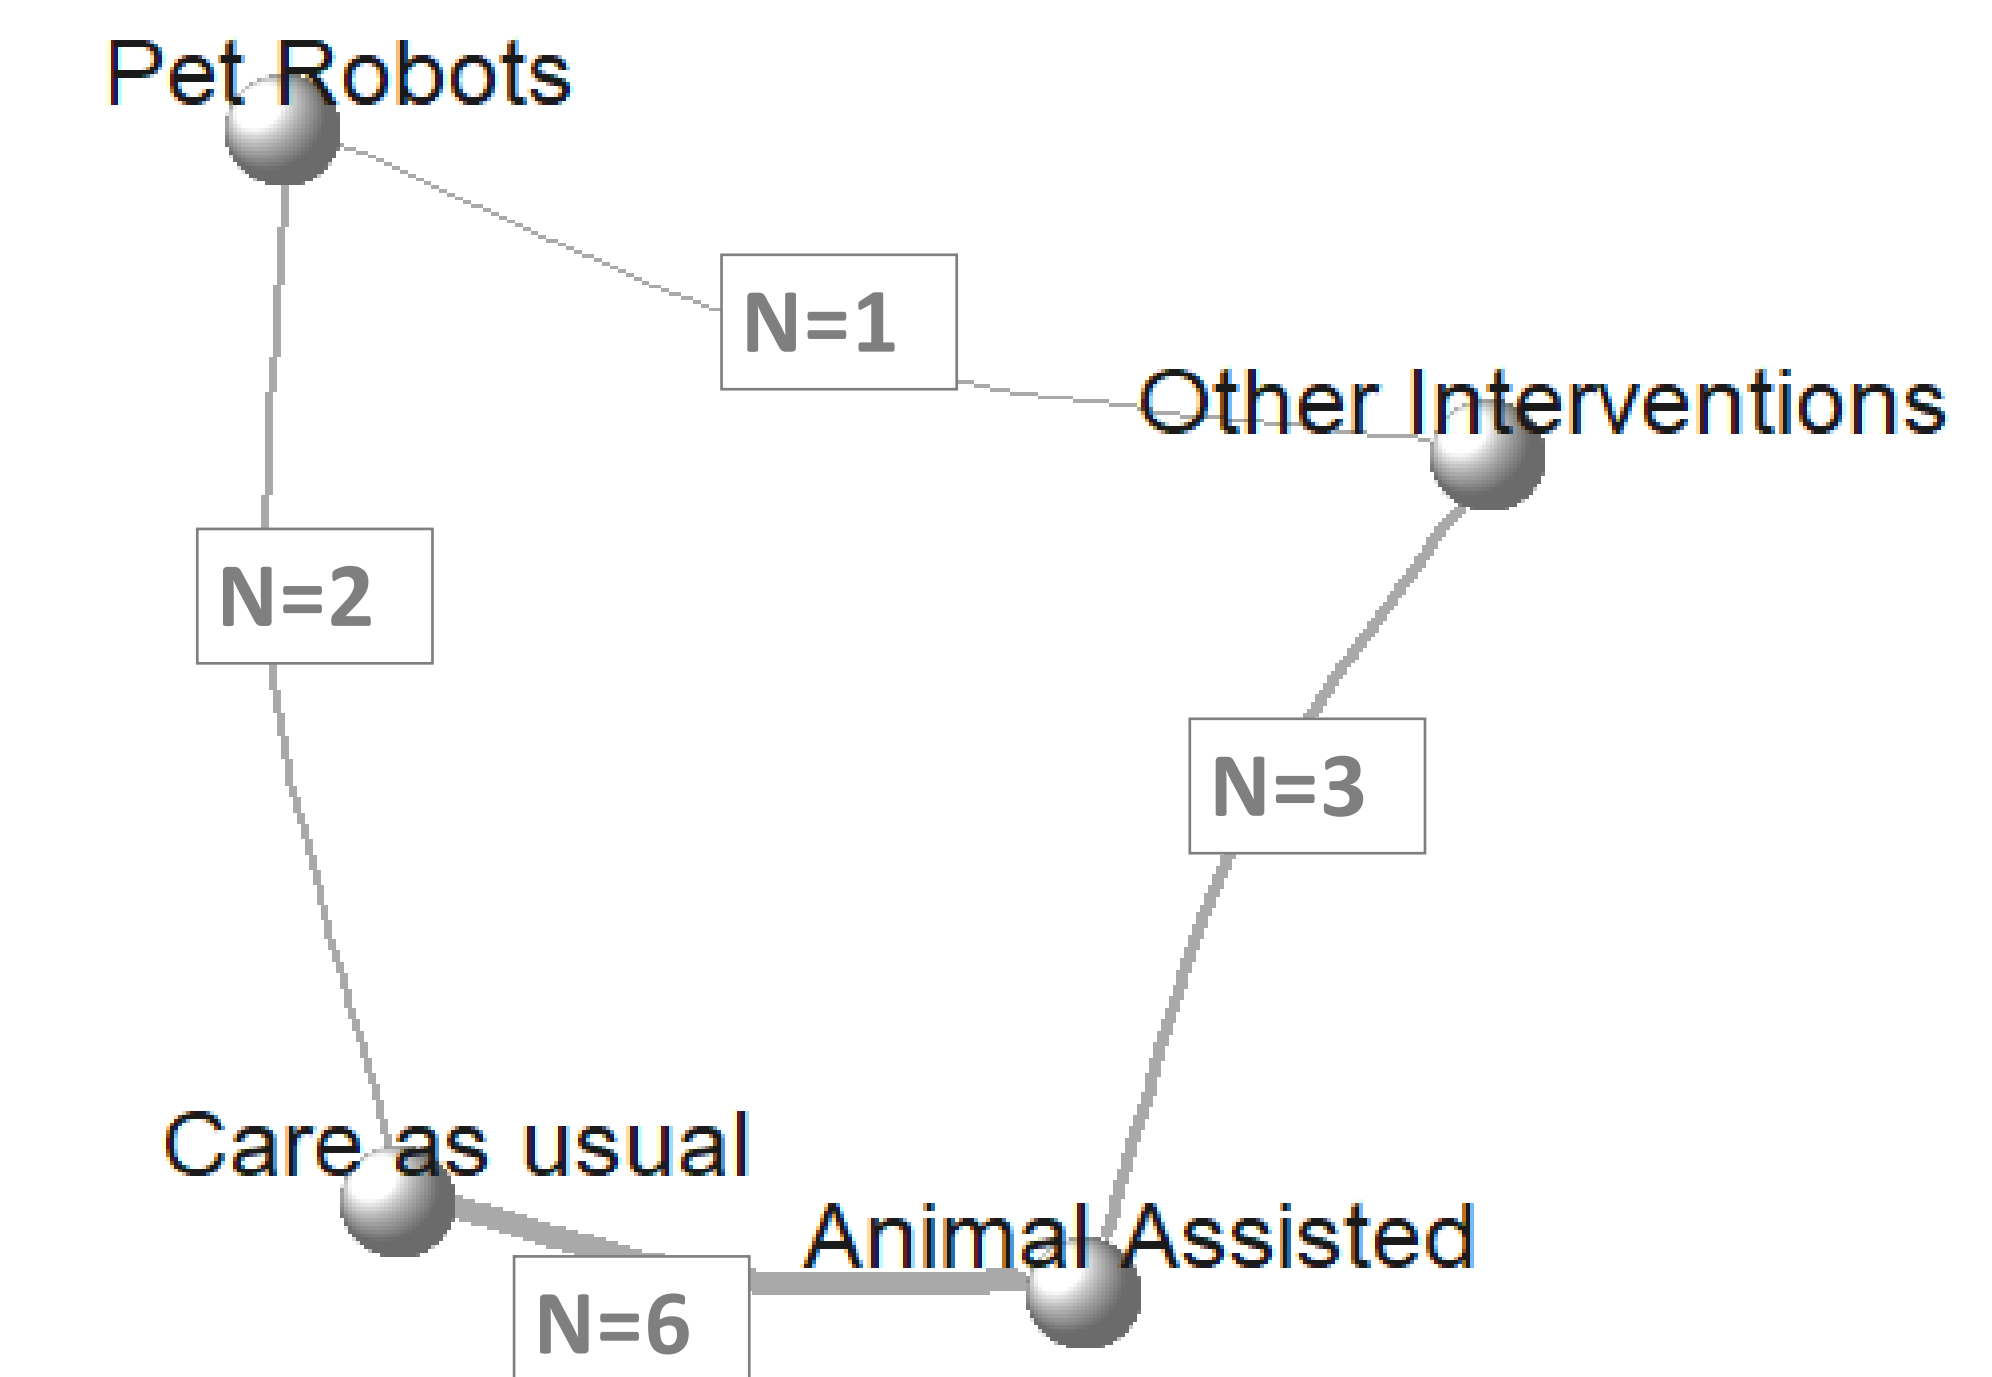 Pet Robots
N=1
Other Interventions
N=2
N=3
Care as usual
Animal Assisted
N=6